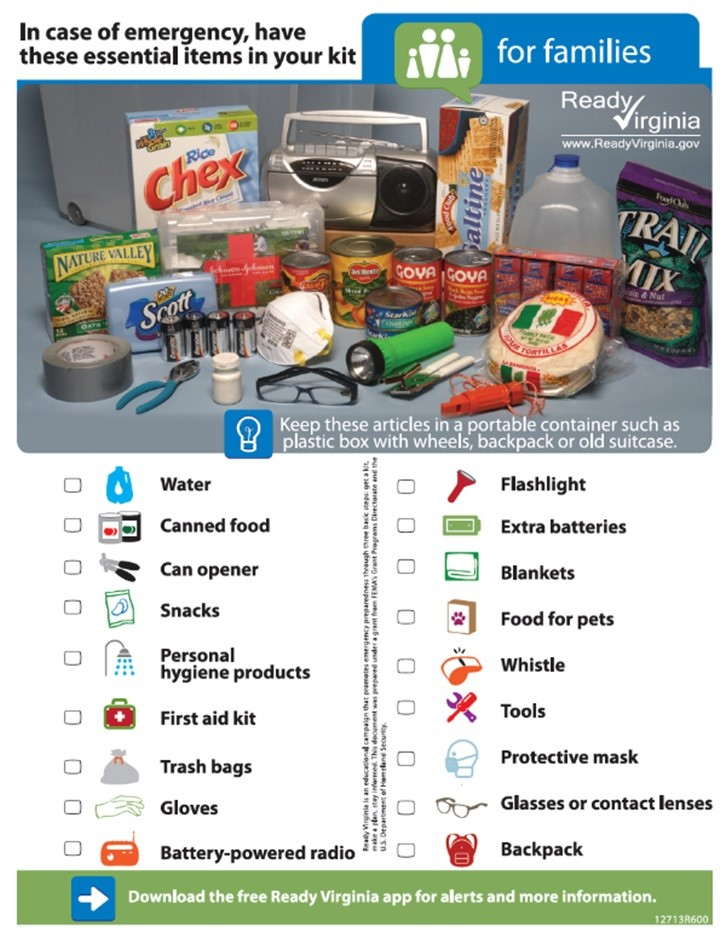 In case of emergency, have
these essential items in your kit
for families
Ready
Virginia
www.ReadyVirginia.gov
Rice
Chex
Saltine
Food Club
TRAIL
MIX
NATURE VALLEY
Johnson & Johnson
Scott
Del Monte
GOYA
GOYA
StarKist
Keep these articles in a portable container such as
plastic box with wheels, backpack or old suitcase.
Water
Canned food
Can opener
Snacks
Personal
hygiene products
First aid kit
Trash bags
Gloves
Battery-powered radio
Ready Virginia is an educational campaign that promotes emergency preparedness through three basic steps: get a kit,
make a plan, stay informed. This document was prepared under a grant from FEMA's Grant Programs Directorate and the
U.S. Department of Homeland Security.
Flashlight
Extra batteries
Blankets
Food for pets
Whistle
Tools
Protective mask
Glasses or contact lenses
Backpack
Download the free Ready Virginia app for alerts and more information.
12713R600